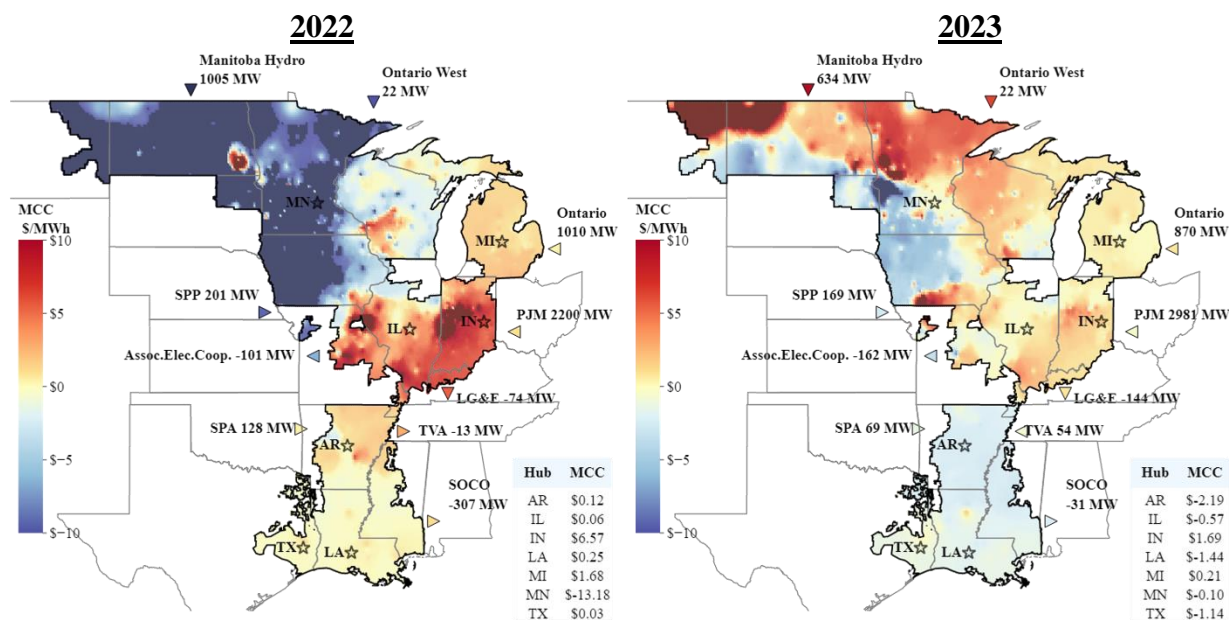 2022
Manitoba Hydro
1005 MW
Ontario West
22 MW
MN
MCC
$/MWh
$10
$5
$0
$−5
$−10
MI
Ontario
1010 MW
SPP 201 MW
IL
IN
PJM 2200 MW
Assoc.Elec.Coop. -101 MW
LG&E -74 MW
SPA 128 MW
TVA -13 MW
AR
SOCO
-307 MW
TX
LA
Hub MCC
AR $0.12
IL $0.06
IN $6.57
LA $0.25
MI $1.68
MN $-13.18
TX $0.03
2023
Manitoba Hydro
634 MW
Ontario West
22 MW
MN
MCC
$/MWh
$10
$5
$0
$−5
$−10
MI
Ontario
870 MW
SPP 169 MW
IL
IN
PJM 2981 MW
Assoc.Elec.Coop. -162 MW
LG&E -144 MW
SPA 69 MW
TVA 54 MW
AR
SOCO
-31 MW
TX
LA
Hub MCC
AR $-2.19
IL $-0.57
IN $1.69
LA $-1.44
MI $0.21
MN $-0.10
TX $-1.14